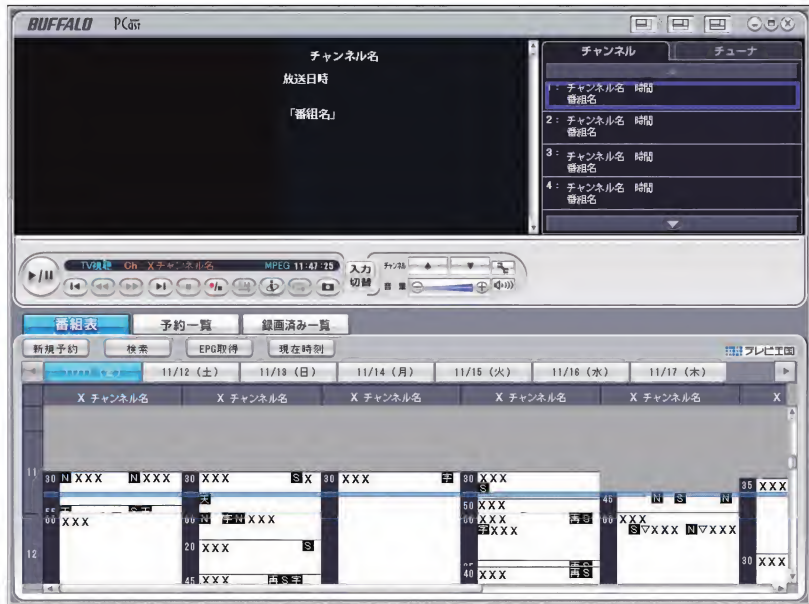 BUFFALO PCast
チャンネル名
放送日時
「番組名」
チャンネル チューナ
1: チャンネル名 時間
番組名
2: チャンネル名 時間
番組名
3: チャンネル名 時間
番組名
4: チャンネル名 時間
番組名
TV視聴 Ch Xチャンネル名 MPEG 11:47:25
入力切替
チャンネル
音量
番組表 予約一覧 録画済み一覧
新規予約 検索 EPG取得 現在時刻 テレビ王国
11/12 (土) 11/13 (日) 11/14 (月) 11/15 (火) 11/16 (水) 11/17 (木)
X チャンネル名 X チャンネル名 X チャンネル名 X チャンネル名 X チャンネル名 X
11
30 N XXX N XXX 30 XXX S X 30 XXX 字 30 XXX 35 XXX
S
天 50 XXX 45 N S N
00 XXX 00 N 字N XXX 00 XXX 再S 00 XXX
字XXX S▽XXX N▽XXX
12
20 XXX S 30 XXX
40 XXX 再S
45 XXX 再S字